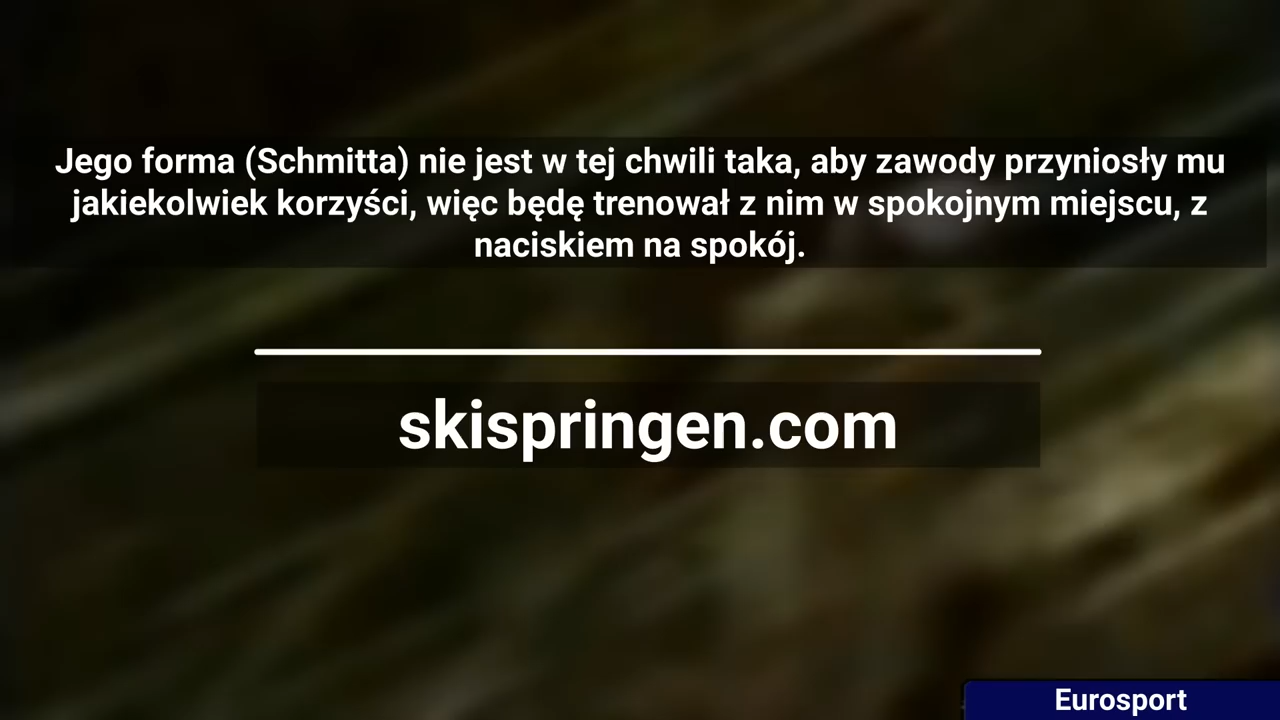 Jego forma (Schmitta) nie jest w tej chwili taka, aby zawody przyniosły mu
jakiekolwiek korzyści, więc będę trenował z nim w spokojnym miejscu, z
naciskiem na spokój.
skispringen.com
Eurosport